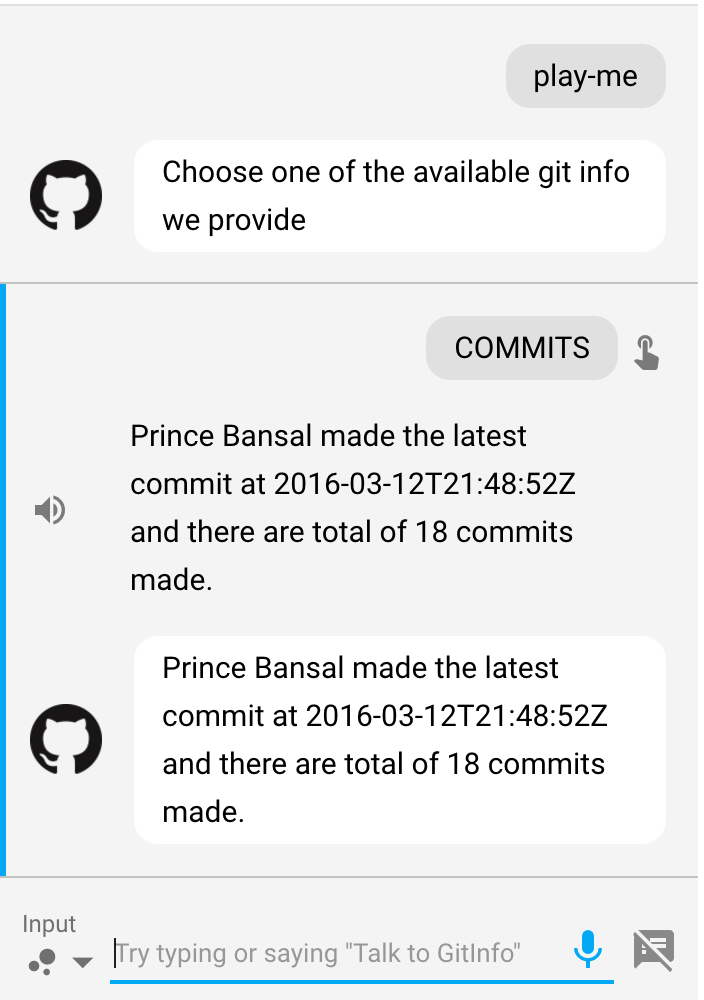 play-me
Choose one of the available git info
we provide
COMMITS
Prince Bansal made the latest
commit at 2016-03-12T21:48:52Z
and there are total of 18 commits
made.
Prince Bansal made the latest
commit at 2016-03-12T21:48:52Z
and there are total of 18 commits
made.
Input
Try typing or saying "Talk to GitInfo"